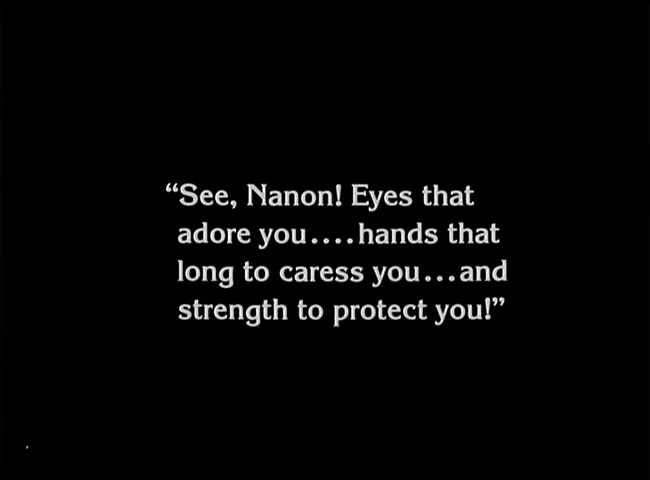 “See, Nanon! Eyes that
adore you....hands that
long to caress you...and
strength to protect you!”